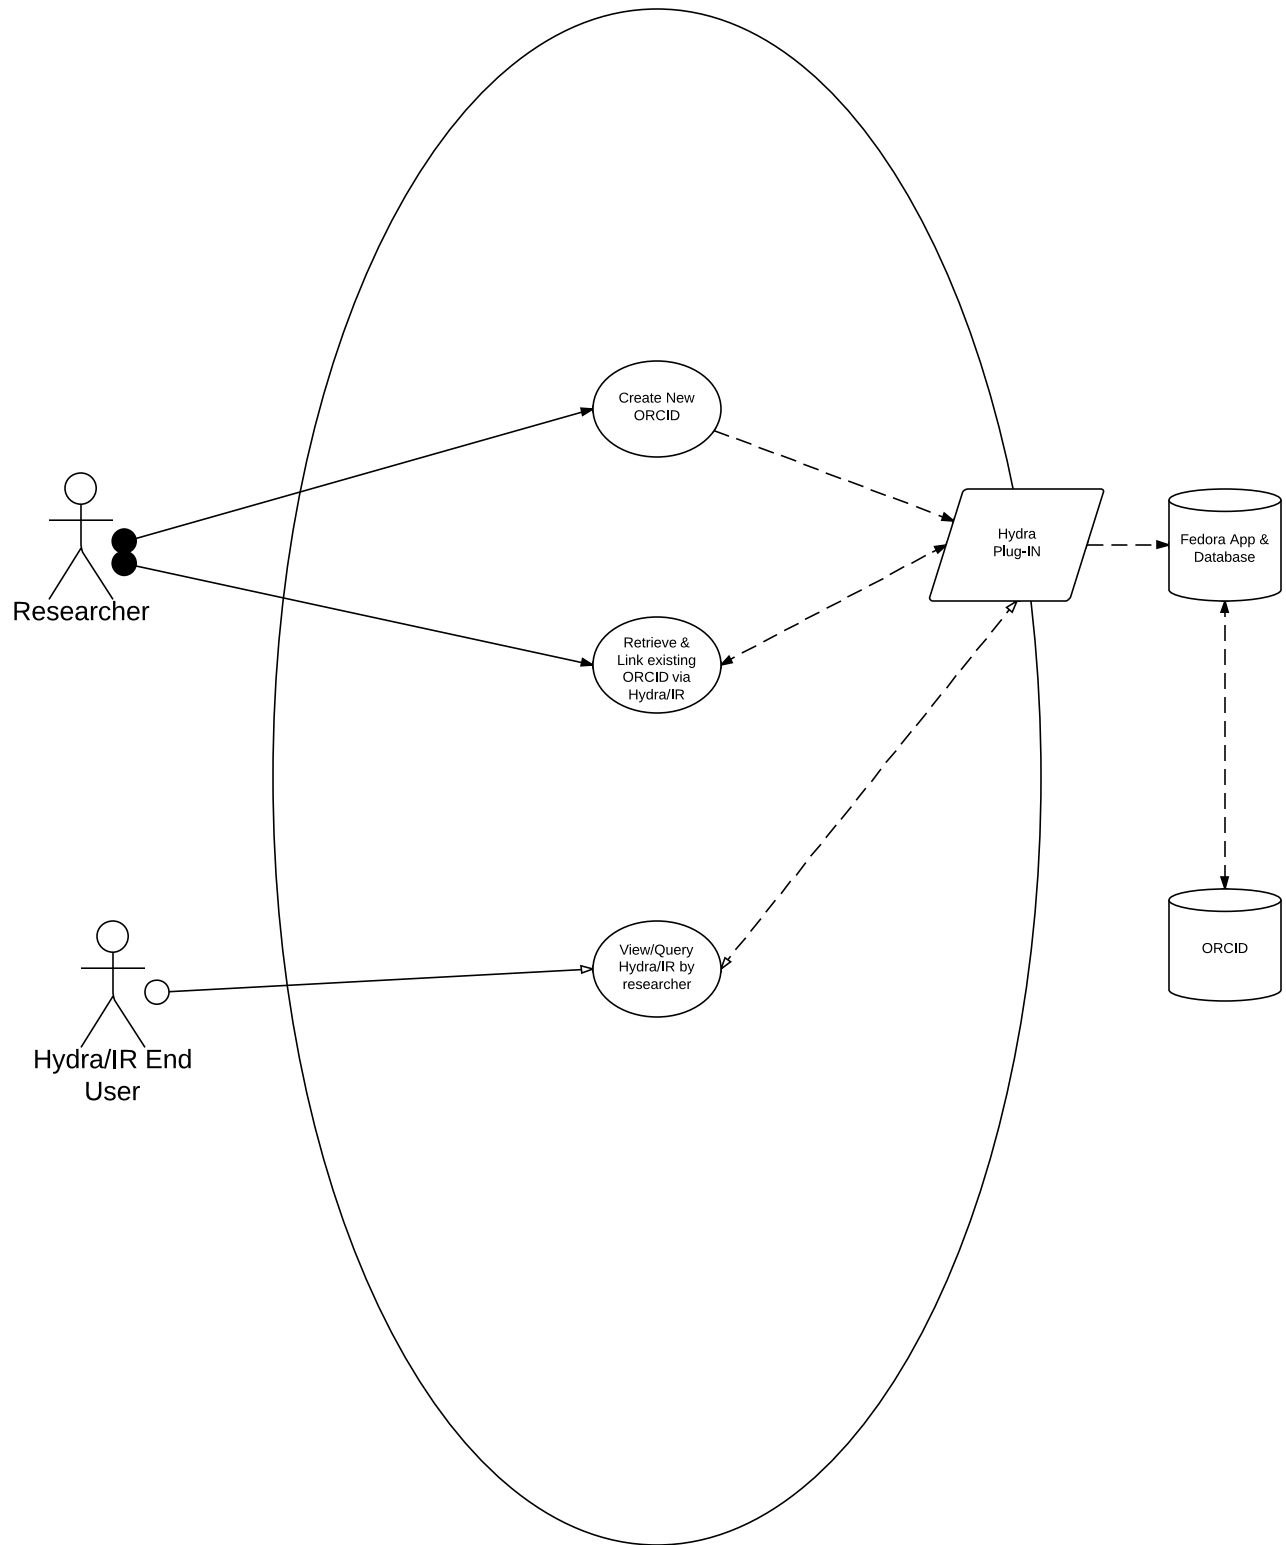 Create New
ORCID
Hydra
Plug-IN
Fedora App &
Database
Researcher
Retrieve &
Link existing
ORCID via
Hydra/IR
View/Query
Hydra/IR by
researcher
ORCID
Hydra/IR End
User